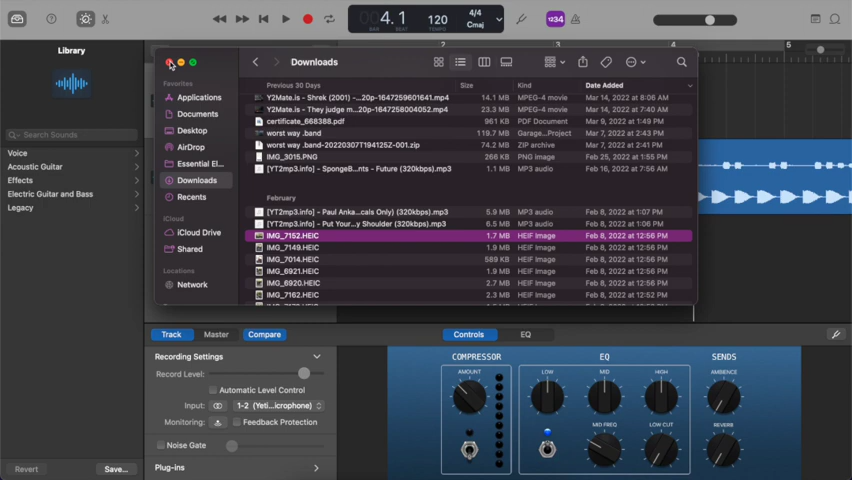 4.1
BAR
BEAT
120
TEMPO
4/4
Cmaj
1234
2
3
4
5
Library
Search Sounds
Voice
Acoustic Guitar
Effects
Electric Guitar and Bass
Legacy
Revert
Save...
Downloads
Favorites
Applications
Documents
Desktop
AirDrop
Essential El...
Downloads
Recents
iCloud
iCloud Drive
Shared
Locations
Network
Previous 30 Days Size Kind Date Added
Y2Mate.is - Shrek (2001) -...20p-1647259601641.mp4 14.1 MB MPEG-4 movie Mar 14, 2022 at 8:06 AM
Y2Mate.is - They judge m...20p-1647258004052.mp4 23.3 MB MPEG-4 movie Mar 14, 2022 at 7:40 AM
certificate_668388.pdf 961 KB PDF Document Mar 9, 2022 at 1:49 PM
worst way .band 119.7 MB Garage...Project Mar 7, 2022 at 2:43 PM
worst way .band-20220307T194125Z-001.zip 74.2 MB ZIP archive Mar 7, 2022 at 2:41 PM
IMG_3015.PNG 266 KB PNG image Feb 25, 2022 at 1:55 PM
[YT2mp3.info] - SpongeB...nts - Future (320kbps).mp3 1.1 MB MP3 audio Feb 16, 2022 at 7:56 AM
February
[YT2mp3.info] - Paul Anka...cals Only) (320kbps).mp3 5.9 MB MP3 audio Feb 8, 2022 at 1:07 PM
[YT2mp3.info] - Put Your...y Shoulder (320kbps).mp3 6.5 MB MP3 audio Feb 8, 2022 at 1:06 PM
IMG_7152.HEIC 1.7 MB HEIF Image Feb 8, 2022 at 12:56 PM
IMG_7149.HEIC 1.9 MB HEIF Image Feb 8, 2022 at 12:56 PM
IMG_7014.HEIC 589 KB HEIF Image Feb 8, 2022 at 12:56 PM
IMG_6921.HEIC 1.9 MB HEIF Image Feb 8, 2022 at 12:56 PM
IMG_6920.HEIC 2.7 MB HEIF Image Feb 8, 2022 at 12:56 PM
IMG_7162.HEIC 2.3 MB HEIF Image Feb 8, 2022 at 12:52 PM
Track Master Compare
Controls EQ
Recording Settings
Record Level:
Automatic Level Control
Input: 1-2 (Yeti...icrophone)
Monitoring: Feedback Protection
Noise Gate
Plug-ins
COMPRESSOR EQ SENDS
AMOUNT LOW MID HIGH AMBIENCE
MID FREQ LOW CUT REVERB